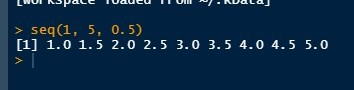 [Workspace loaded from ~/.RData]
> seq(1, 5, 0.5)
[1] 1.0 1.5 2.0 2.5 3.0 3.5 4.0 4.5 5.0
>